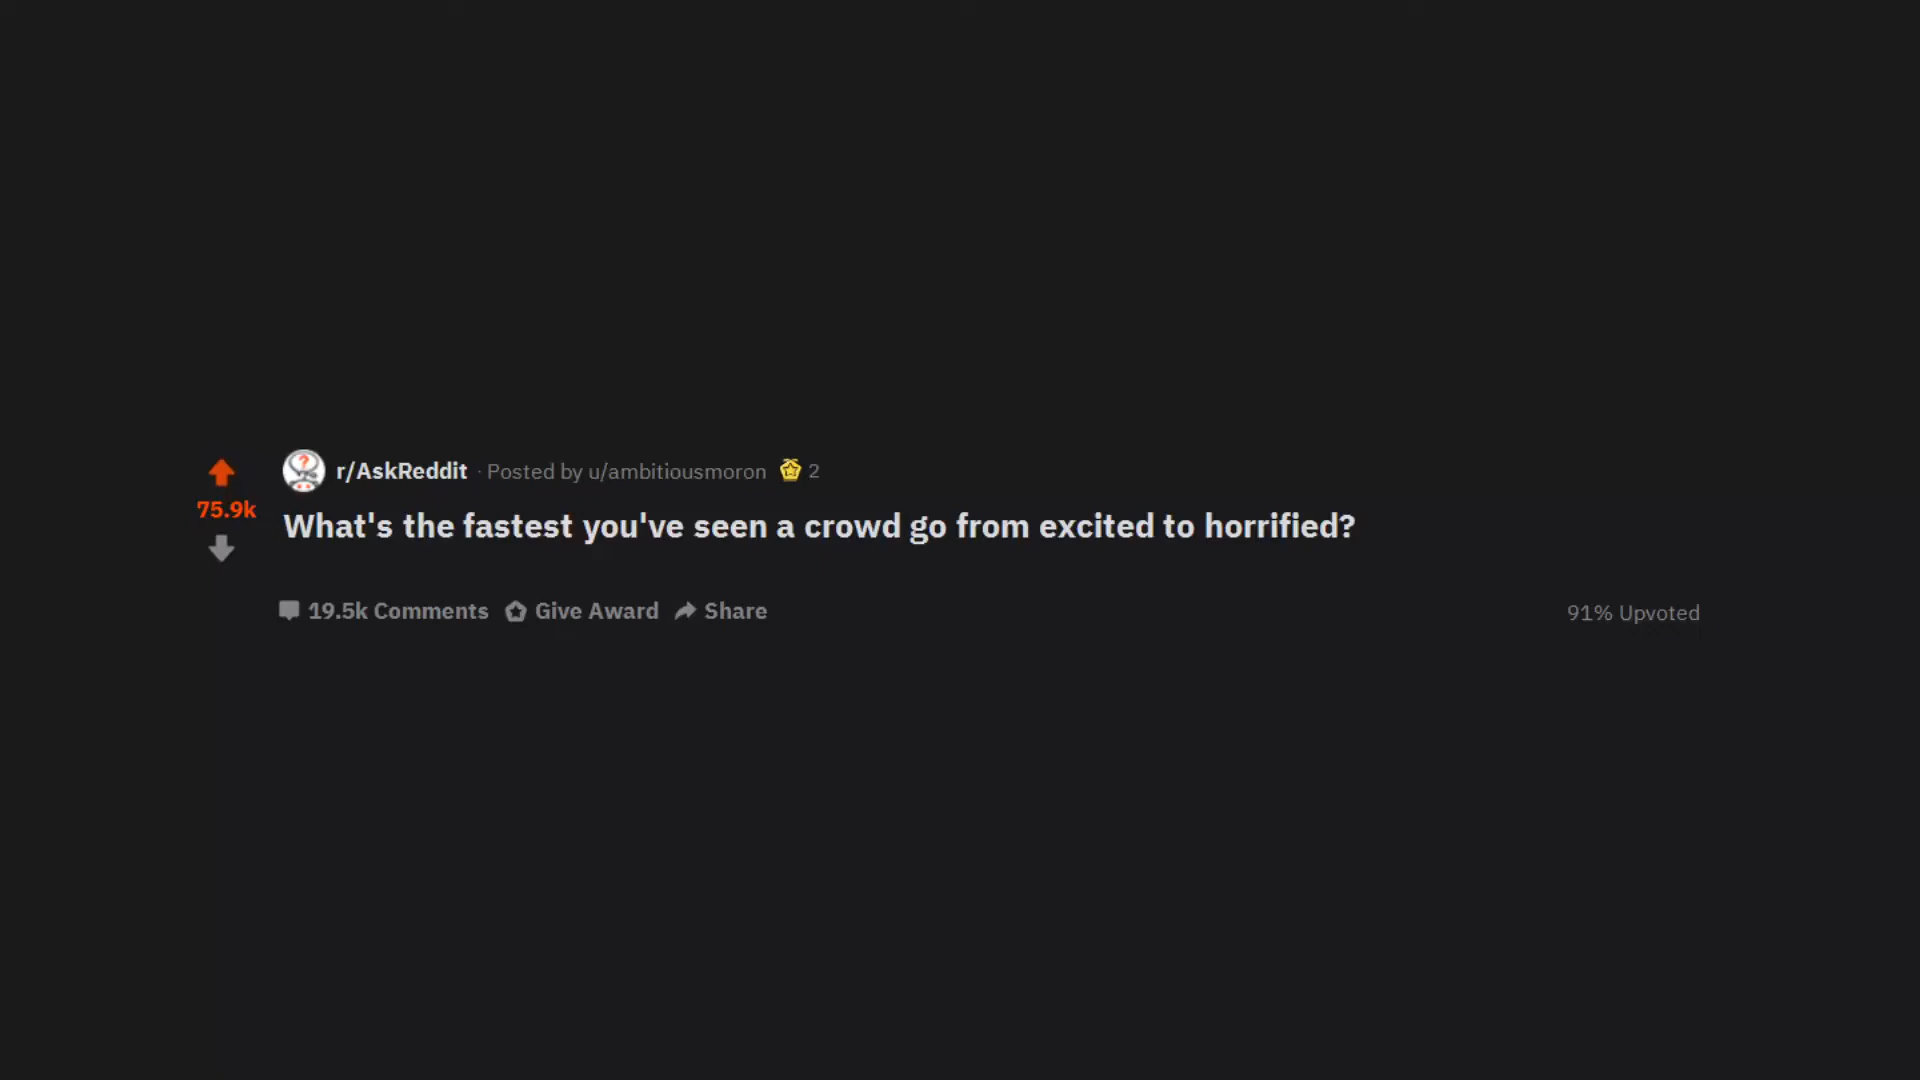 r/AskReddit · Posted by u/ambitiousmoron 2
75.9k
What's the fastest you've seen a crowd go from excited to horrified?
19.5k Comments Give Award Share 91% Upvoted